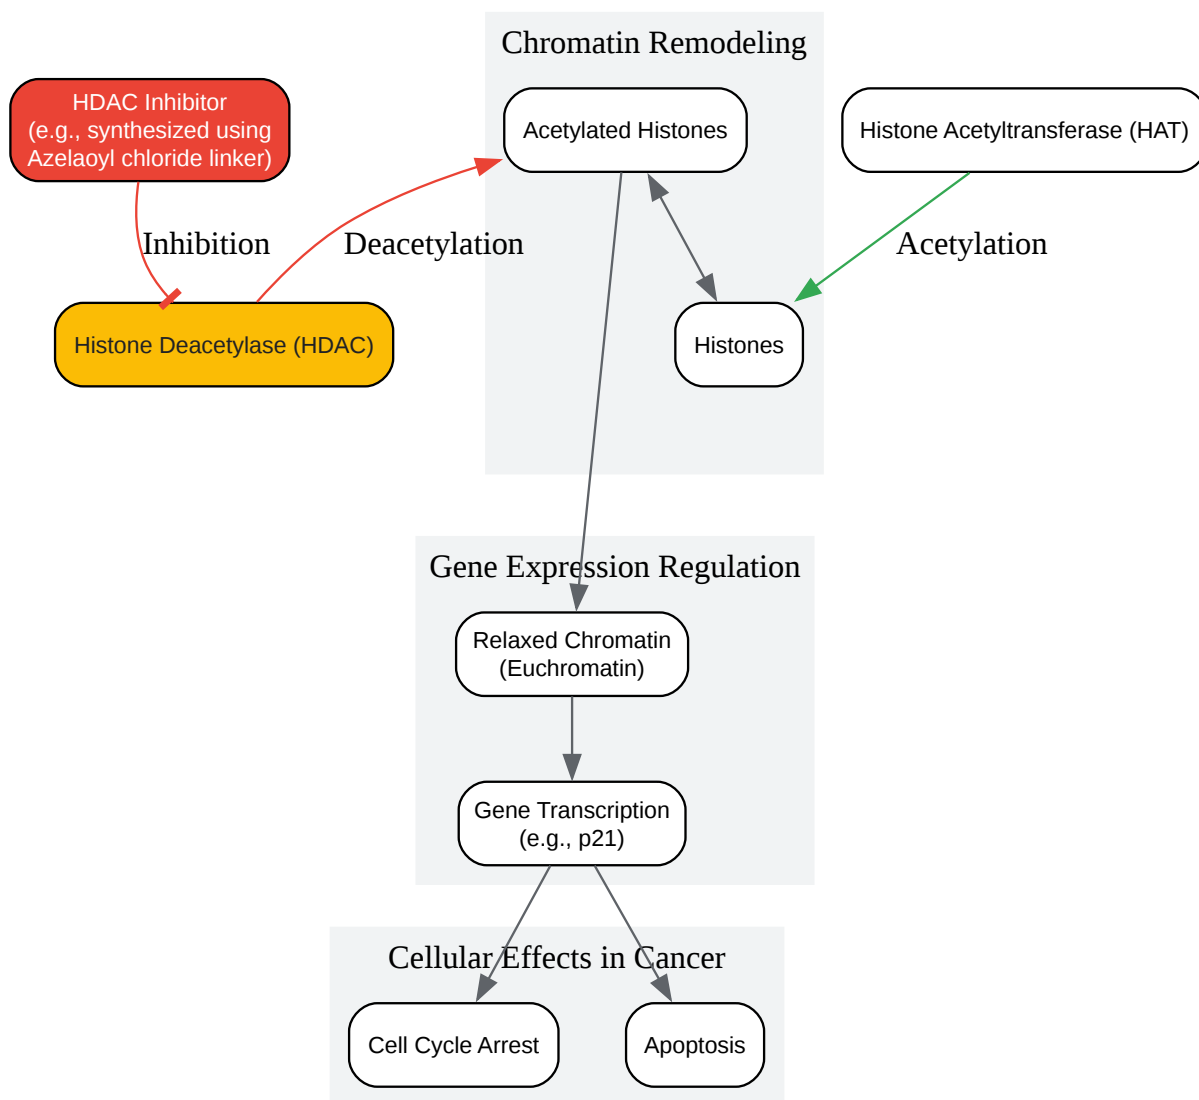 Chromatin Remodeling
HDAC Inhibitor
(e.g., synthesized using
Azelaoyl chloride linker)
Acetylated Histones
Histone Acetyltransferase (HAT)
Inhibition
Deacetylation
Acetylation
Histone Deacetylase (HDAC)
Histones
Gene Expression Regulation
Relaxed Chromatin
(Euchromatin)
Gene Transcription
(e.g., p21)
Cellular Effects in Cancer
Cell Cycle Arrest
Apoptosis